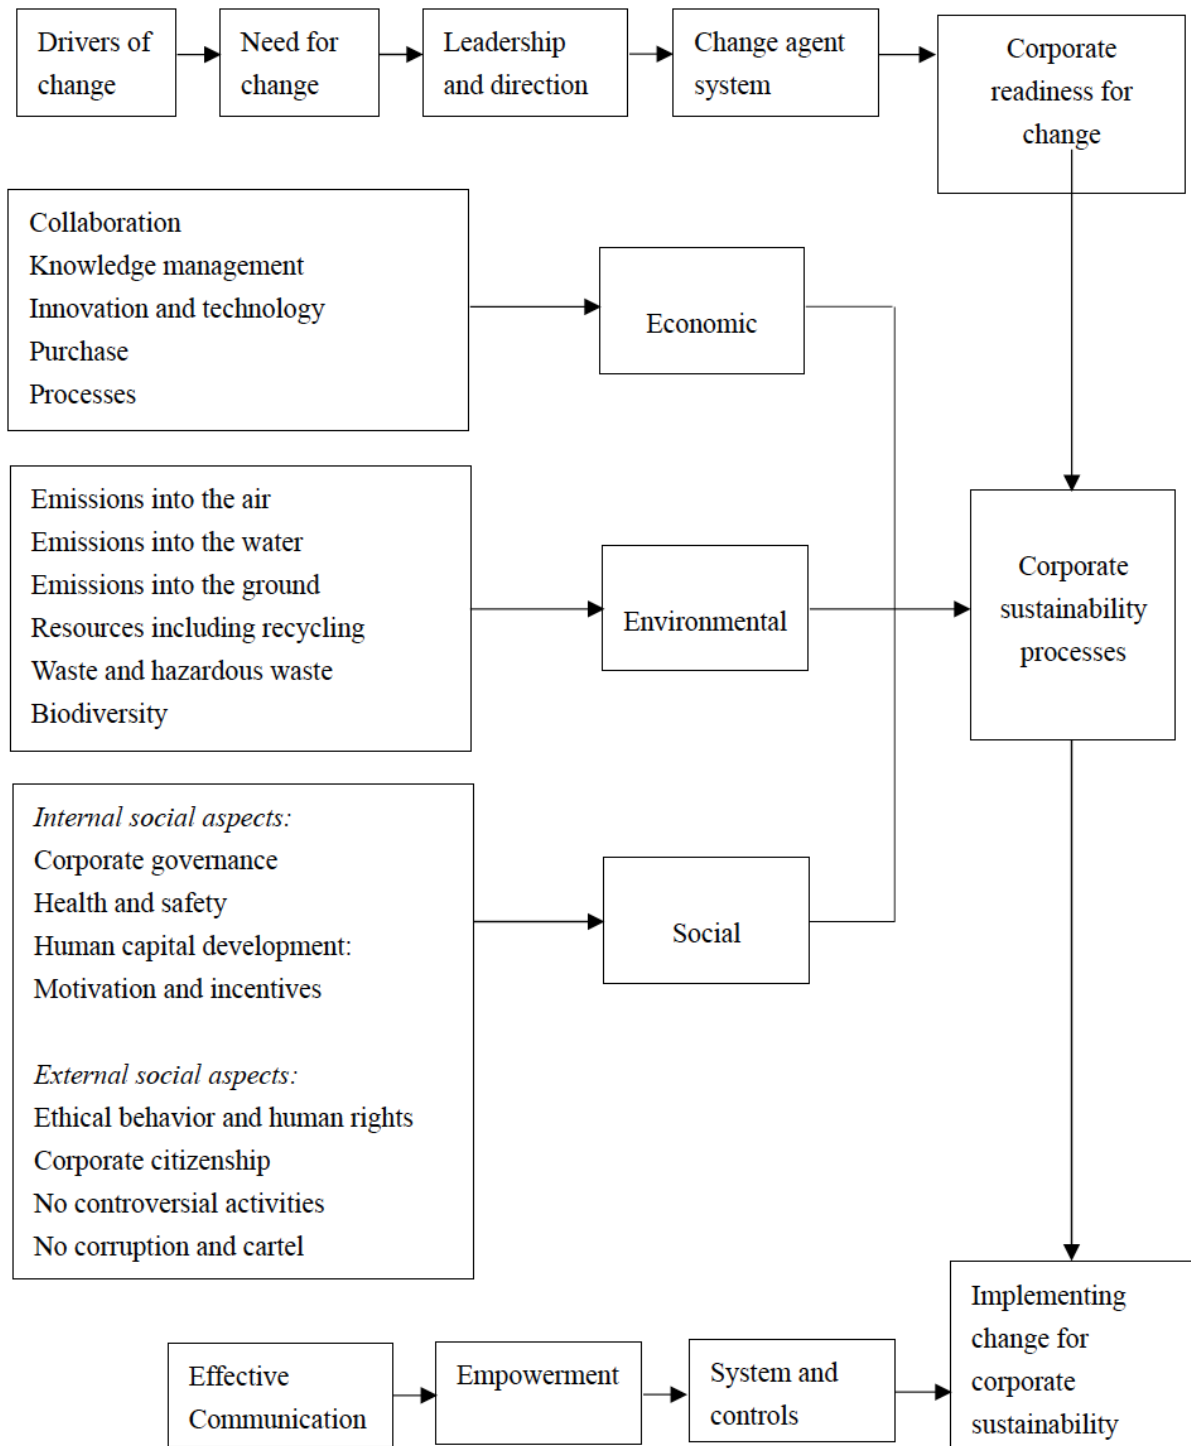 Drivers of
change
Need for
change
Leadership
and direction
Change agent
system
Corporate
readiness for
change
Collaboration
Knowledge management
Innovation and technology
Purchase
Processes
Economic
Emissions into the air
Emissions into the water
Emissions into the ground
Resources including recycling
Waste and hazardous waste
Biodiversity
Environmental
Corporate
sustainability
processes
Internal social aspects:
Corporate governance
Health and safety
Human capital development:
Motivation and incentives
External social aspects:
Ethical behavior and human rights
Corporate citizenship
No controversial activities
No corruption and cartel
Social
Effective
Communication
Empowerment
System and
controls
Implementing
change for
corporate
sustainability